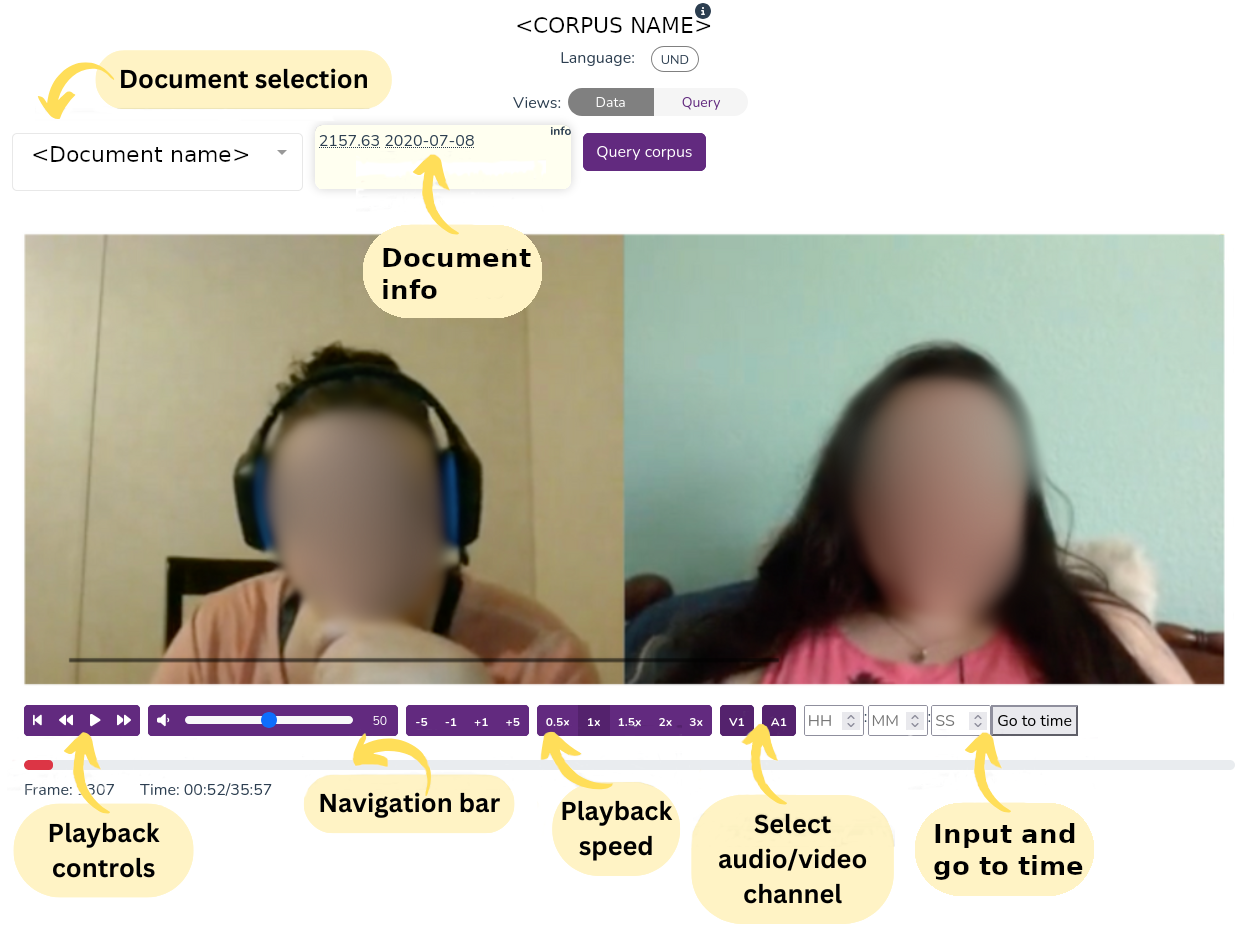 <CORPUS NAME>
Language: UND
Document selection
Views: Data Query
<Document name>
2157.63 2020-07-08
info
Query corpus
Document
info
50
-5 -1 +1 +5
0.5x 1x 1.5x 2x 3x
V1
A1
HH : MM : SS
Go to time
Frame: 307
Time: 00:52/35:57
Playback
controls
Navigation bar
Playback
speed
Select
audio/video
channel
Input and
go to time